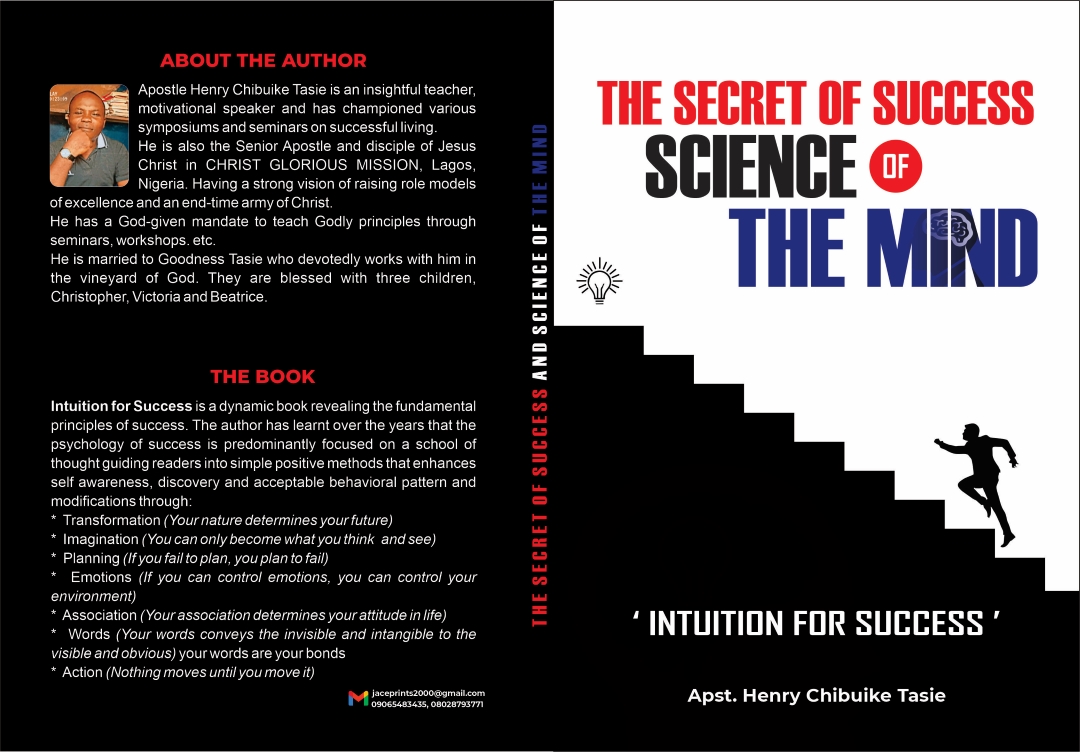 ABOUT THE AUTHOR
Apostle Henry Chibuike Tasie is an insightful teacher,
motivational speaker and has championed various
symposiums and seminars on successful living.
He is also the Senior Apostle and disciple of Jesus
Christ in CHRIST GLORIOUS MISSION, Lagos,
Nigeria. Having a strong vision of raising role models
of excellence and an end-time army of Christ.
He has a God-given mandate to teach Godly principles through
seminars, workshops. etc.
He is married to Goodness Tasie who devotedly works with him in
the vineyard of God. They are blessed with three children,
Christopher, Victoria and Beatrice.
THE BOOK
Intuition for Success is a dynamic book revealing the fundamental
principles of success. The author has learnt over the years that the
psychology of success is predominantly focused on a school of
thought guiding readers into simple positive methods that enhances
self awareness, discovery and acceptable behavioral pattern and
modifications through:
* Transformation (Your nature determines your future)
* Imagination (You can only become what you think and see)
* Planning (If you fail to plan, you plan to fail)
* Emotions (If you can control emotions, you can control your
environment)
* Association (Your association determines your attitude in life)
* Words (Your words conveys the invisible and intangible to the
visible and obvious) your words are your bonds
* Action (Nothing moves until you move it)
jaceprints2000@gmail.com
09065483435, 08028793771
THE SECRET OF SUCCESS AND SCIENCE OF THE MIND
THE SECRET OF SUCCESS
SCIENCE OF
THE MIND
‘ INTUITION FOR SUCCESS ’
Apst. Henry Chibuike Tasie